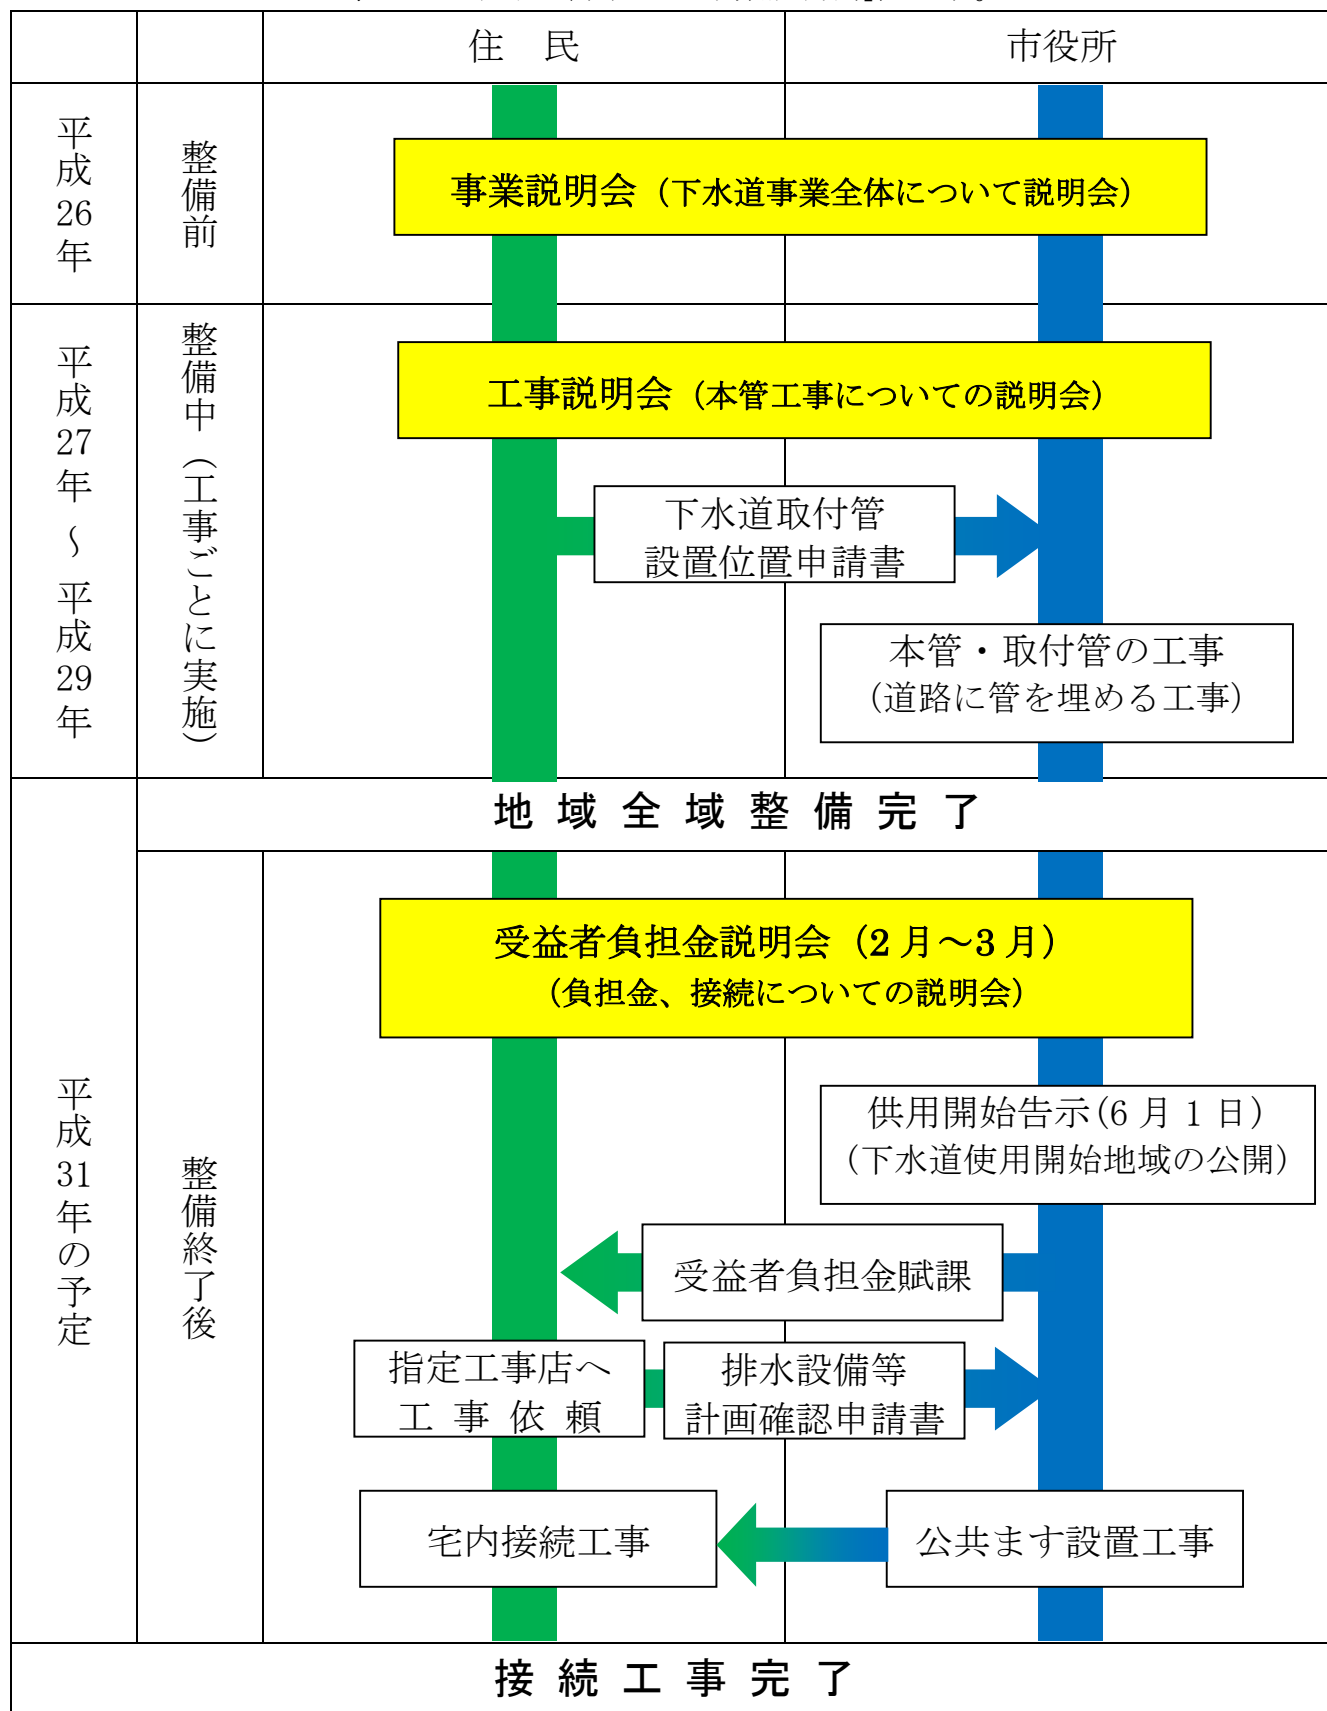 住　民
市役所
平成26年
整備前
事業説明会（下水道事業全体について説明会）
平成27年～平成29年
整備中（工事ごとに実施）
工事説明会（本管工事についての説明会）
下水道取付管
設置位置申請書
本管・取付管の工事
（道路に管を埋める工事）
地域全域整備完了
平成31年の予定
整備終了後
受益者負担金説明会（2月～3月）
（負担金、接続についての説明会）
供用開始告示(6月1日)
（下水道使用開始地域の公開）
受益者負担金賦課
指定工事店へ
工事依頼
排水設備等
計画確認申請書
宅内接続工事
公共ます設置工事
接続工事完了